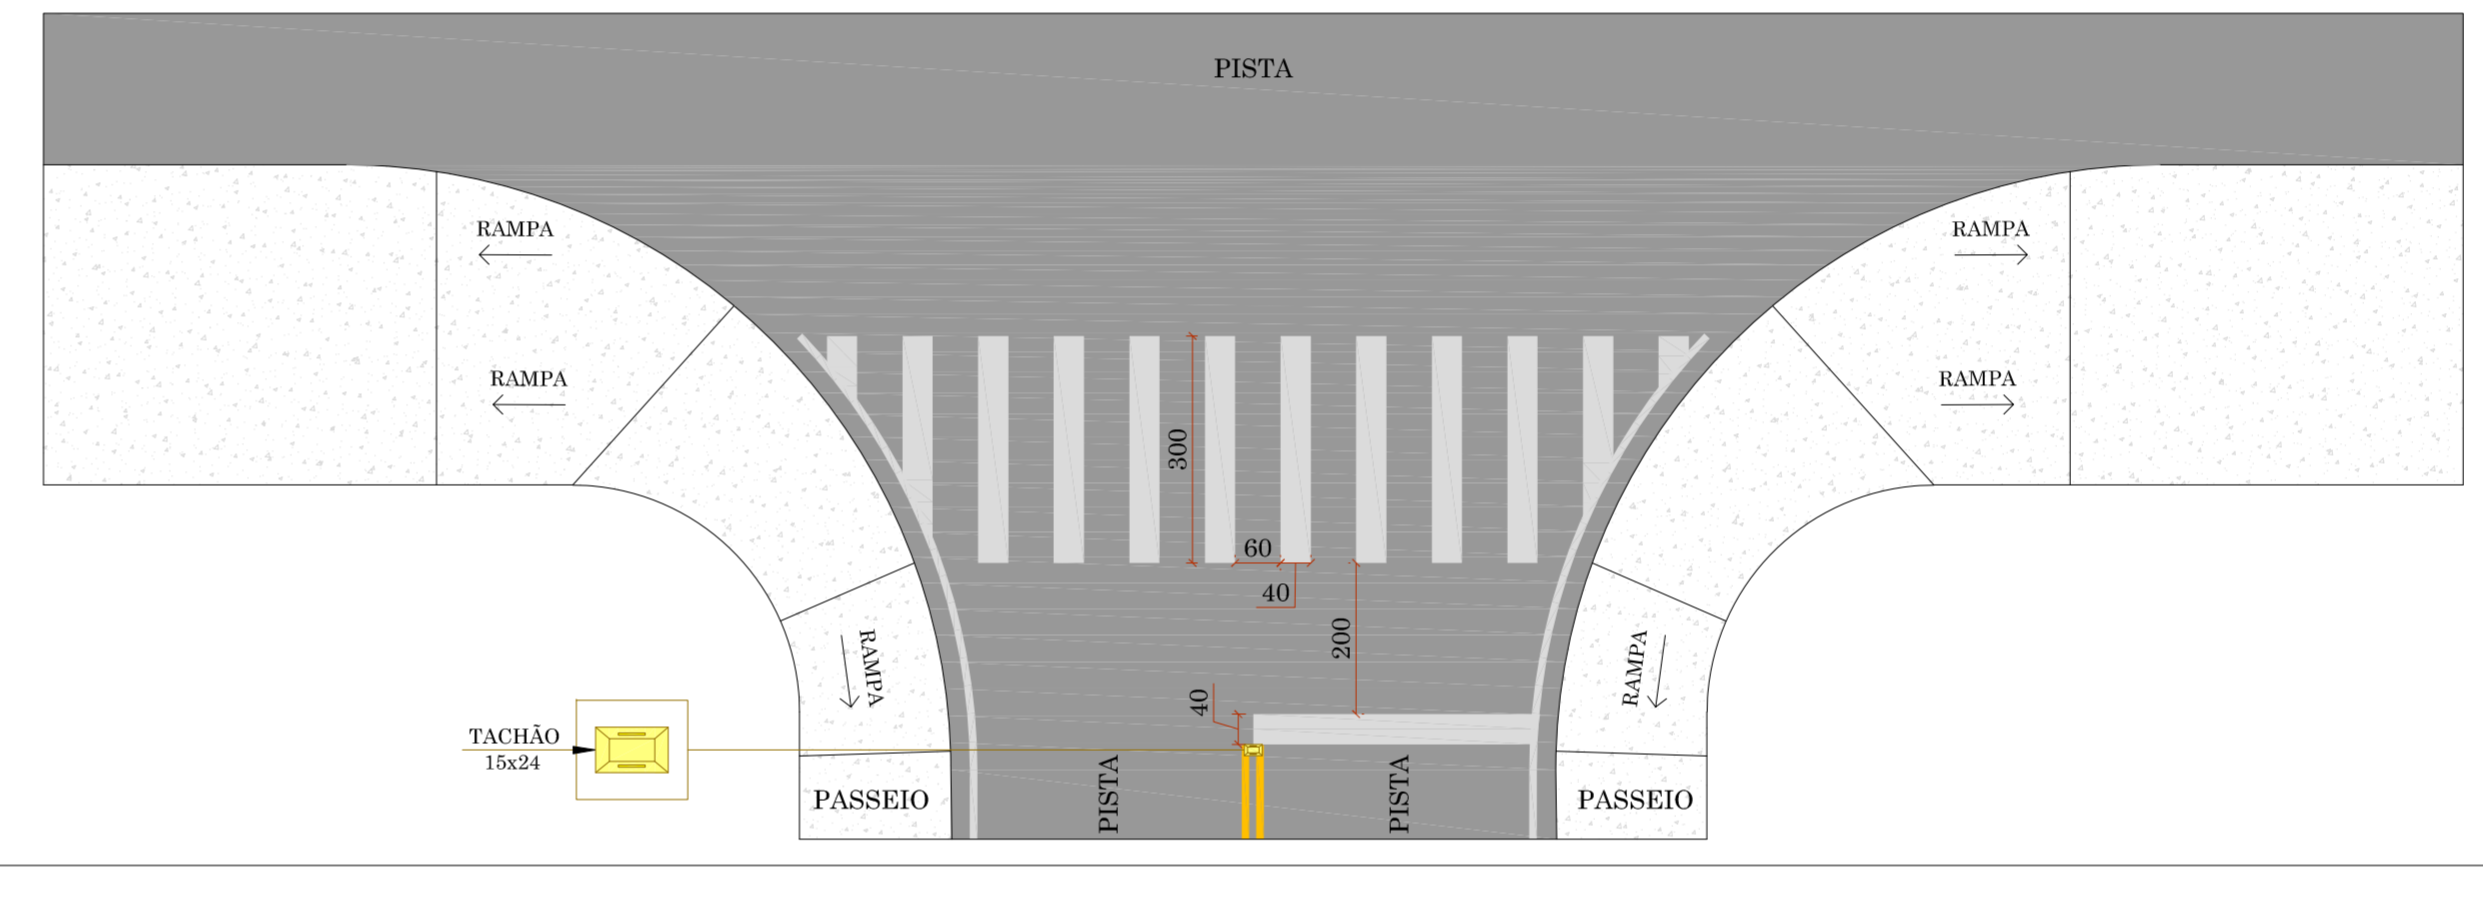 PISTA
RAMPA
RAMPA
RAMPA
RAMPA
300
60
40
200
RAMPA
RAMPA
40
TACHÃO
15x24
PISTA
PISTA
PASSEIO
PASSEIO